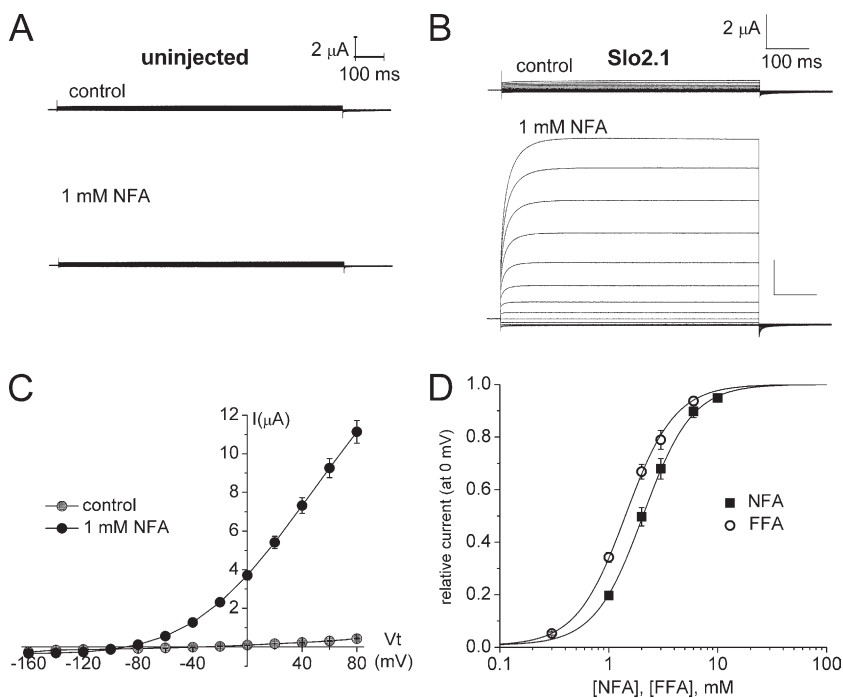 A
uninjected
2 µA
100 ms
control
1 mM NFA
B
Slo2.1
2 µA
100 ms
control
1 mM NFA
C
I(µA)
12
10
8
6
4
2
control
1 mM NFA
Vt
(mV)
-160 -120 -80 -40 40 80
D
relative current (at 0 mV)
1.0
0.8
0.6
0.4
0.2
0.0
NFA
FFA
0.1 1 10 100
[NFA], [FFA], mM